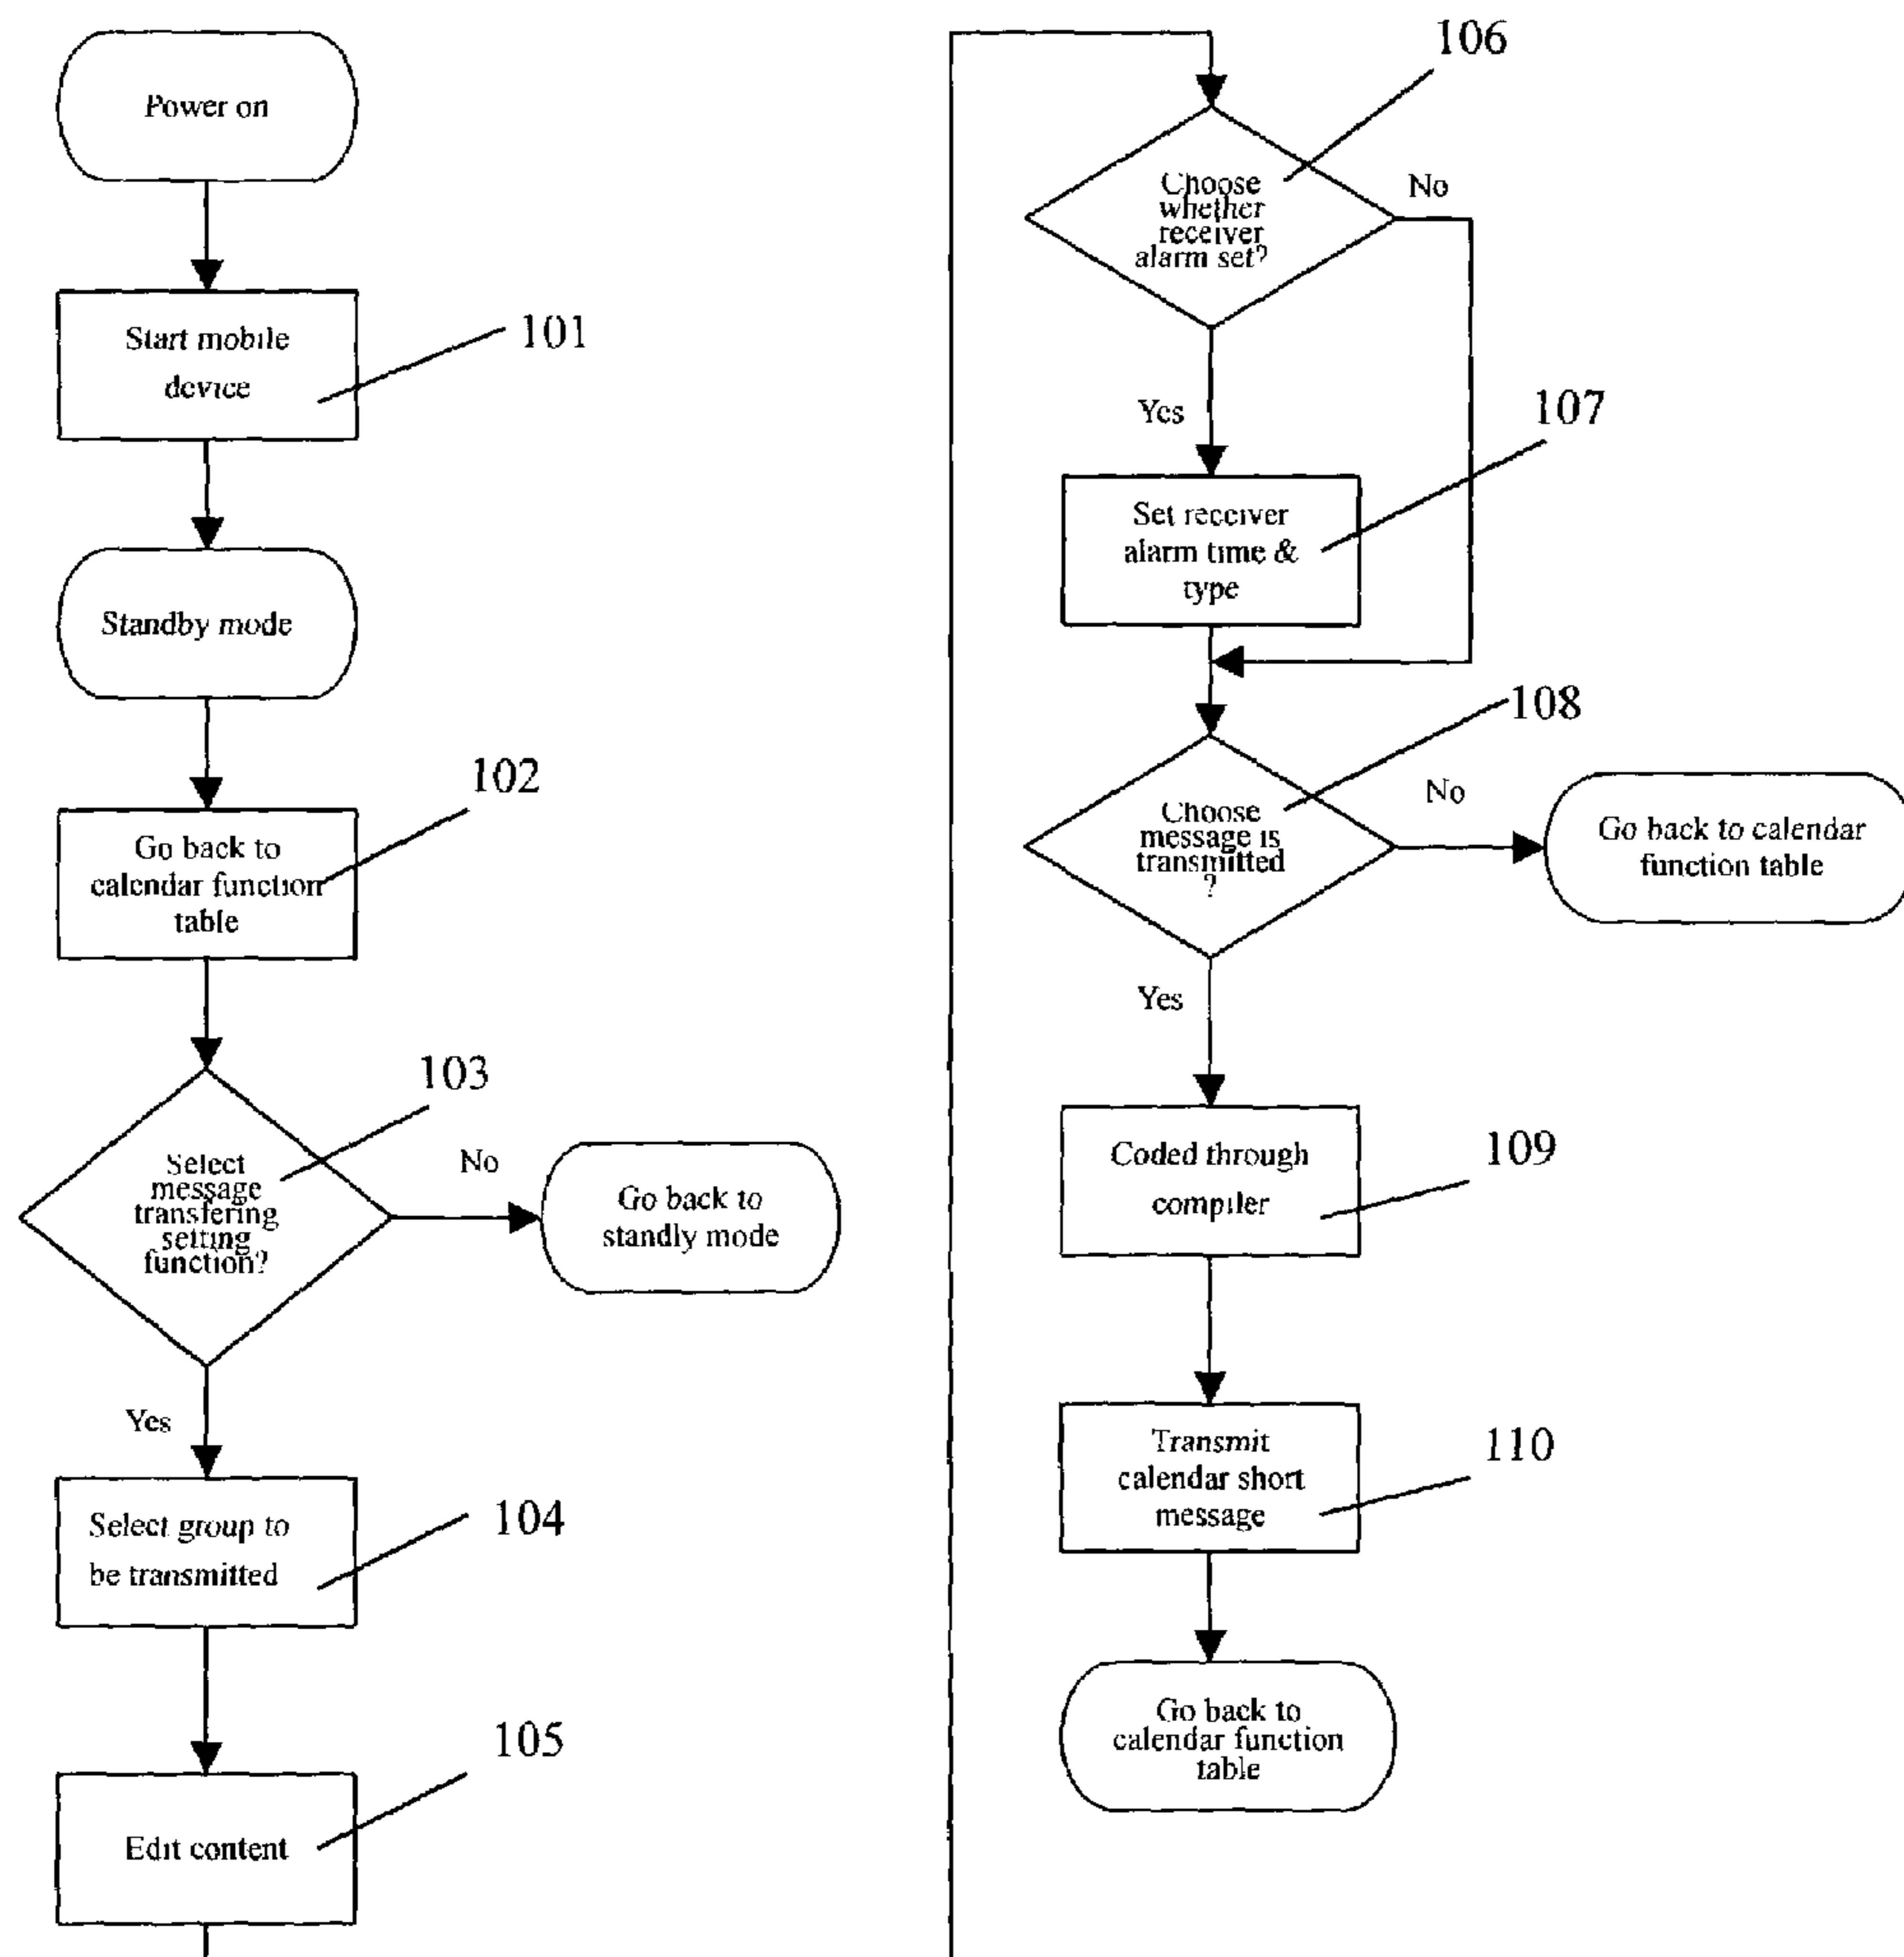 Power on
Start mobile
device
101
Standby mode
102
Go back to
calendar function
table
103
Select
message
transfering
setting
function?
No
Go back to
standly mode
Yes
Select group to
be transmitted
104
105
Edit content
106
Choose
whether
receiver
alarm set?
No
Yes
107
Set receiver
alarm time &
type
108
Choose
message is
transmitted
?
No
Go back to calendar
function table
Yes
Coded through
compiler
109
Transmit
calendar short
message
110
Go back to
calendar function
table